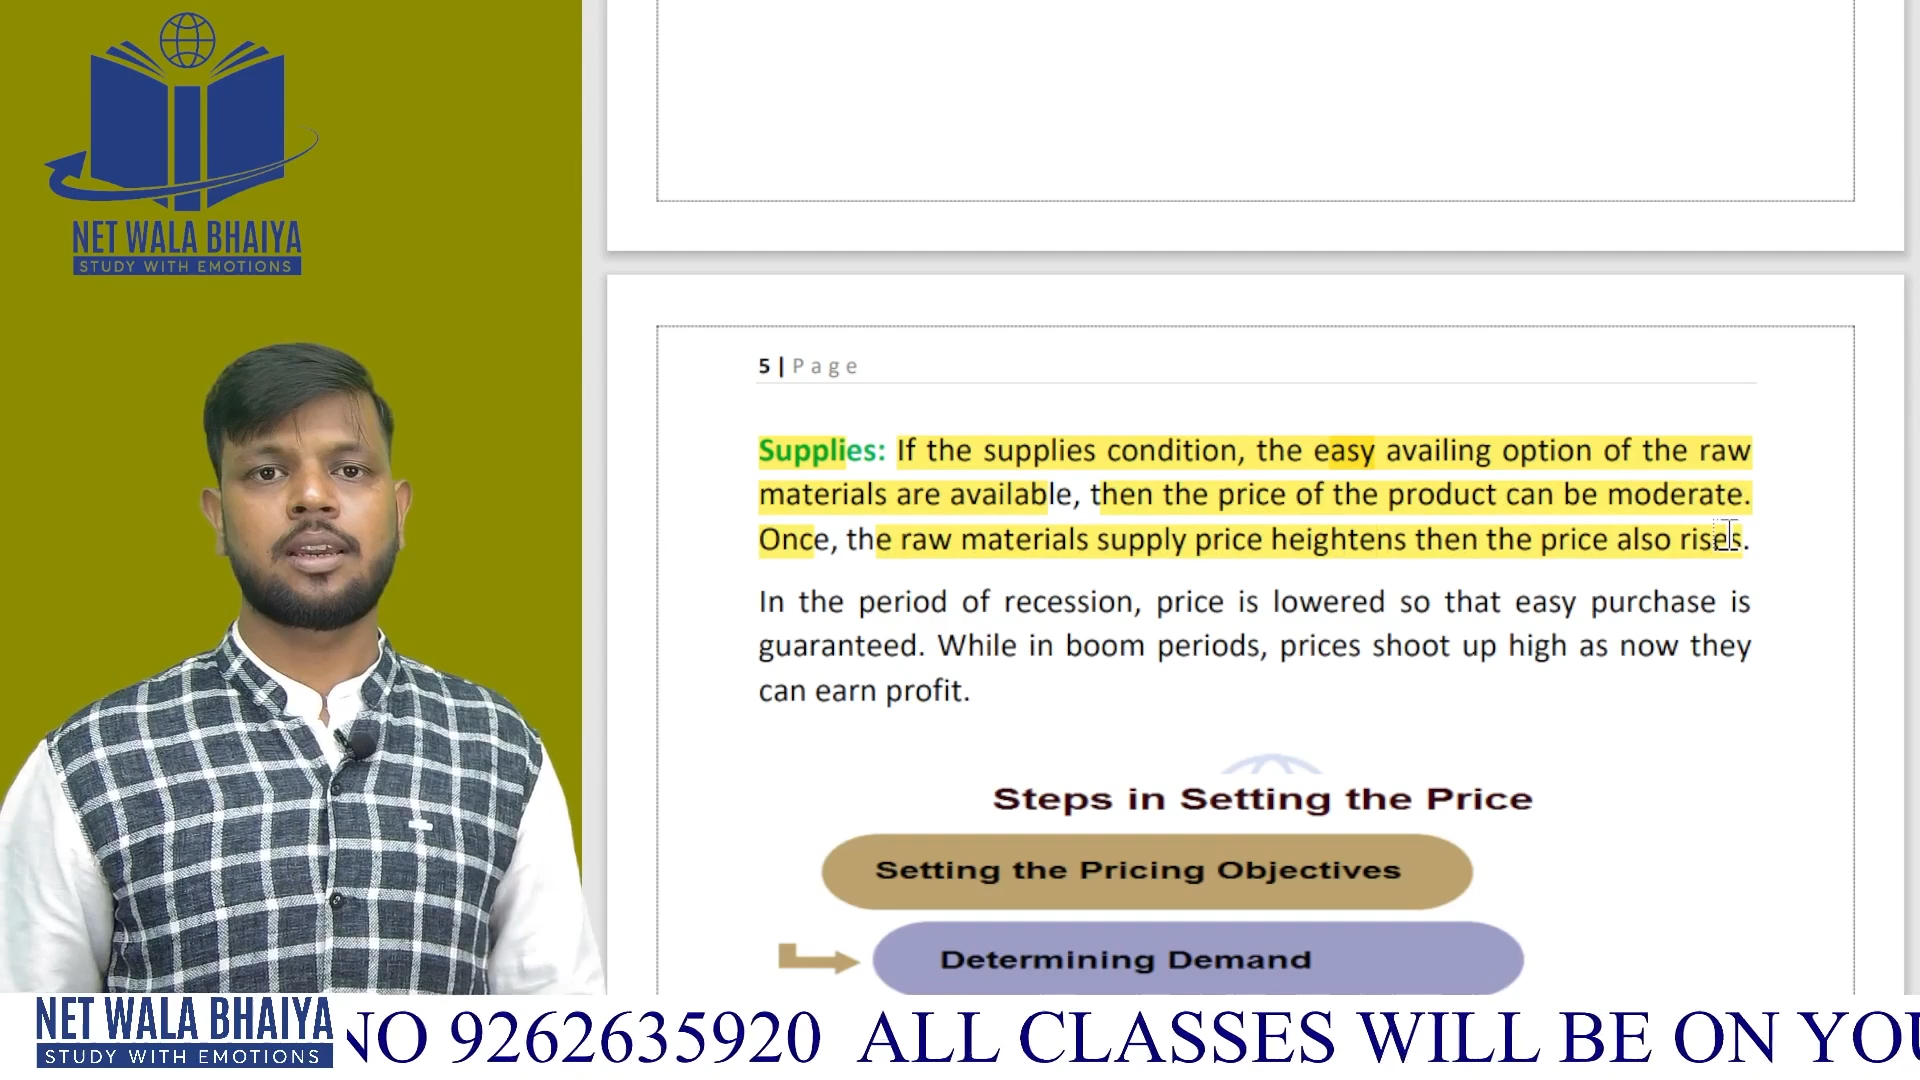 NET WALA BHAIYA
STUDY WITH EMOTIONS
5 | Page
Supplies: If the supplies condition, the easy availing option of the raw
materials are available, then the price of the product can be moderate.
Once, the raw materials supply price heightens then the price also rises.
In the period of recession, price is lowered so that easy purchase is
guaranteed. While in boom periods, prices shoot up high as now they
can earn profit.
Steps in Setting the Price
Setting the Pricing Objectives
Determining Demand
NET WALA BHAIYA
STUDY WITH EMOTIONS
NO 9262635920 ALL CLASSES WILL BE ON YOU